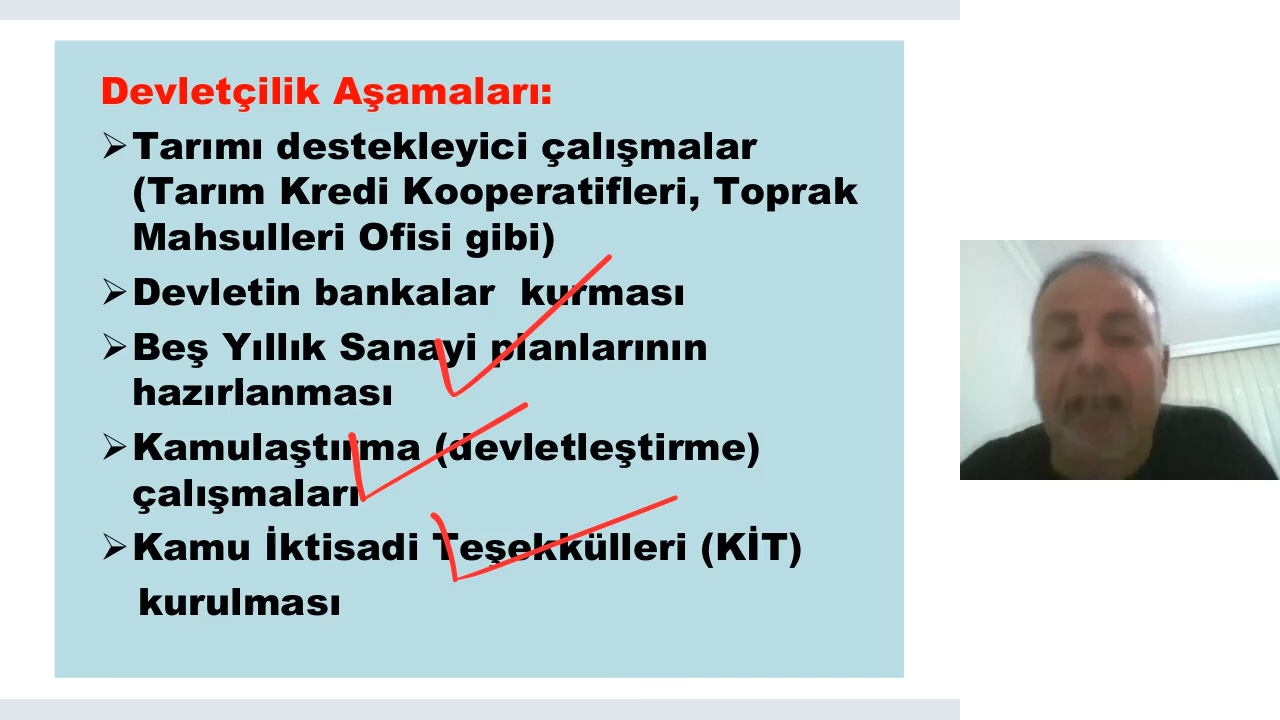 Devletçilik Aşamaları:
⮚Tarımı destekleyici çalışmalar
(Tarım Kredi Kooperatifleri, Toprak
Mahsulleri Ofisi gibi)
⮚Devletin bankalar  kurması
⮚Beş Yıllık Sanayi planlarının
hazırlanması
⮚Kamulaştırma (devletleştirme)
çalışmaları
⮚Kamu İktisadi Teşekkülleri (KİT)
kurulması